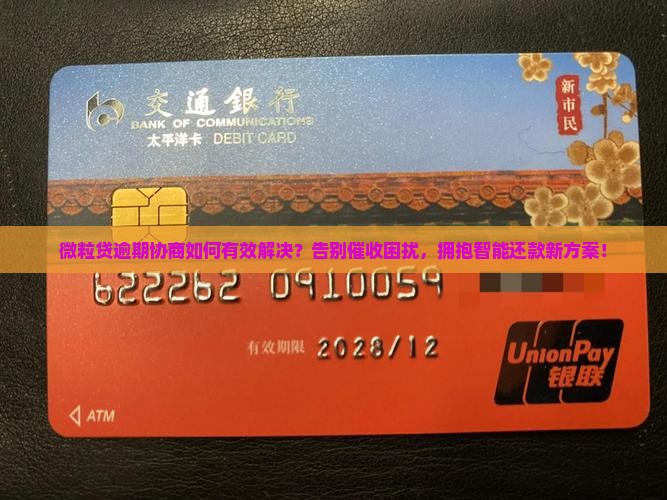 交通銀行
BANK OF COMMUNICATIONS
太平洋卡 DEBIT CARD
新市民
微粒贷逾期协商如何有效解决？告别催收困扰，拥抱智能还款新方案！
622262 0910059
有效期限 2028/12
UnionPay
银联
ATM